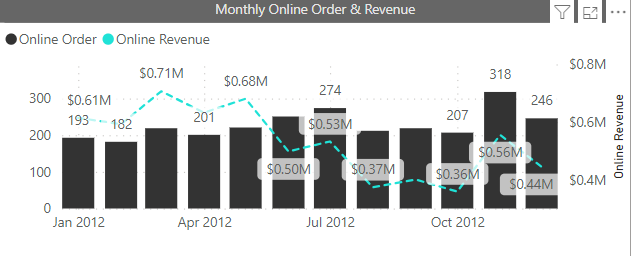 Monthly Online Order & Revenue
Online Order Online Revenue
$0.8M
$0.71M
$0.68M
$0.61M
274
318
300
193
182
201
$0.53M
207
246
$0.6M
200
$0.50M
$0.37M
$0.36M
$0.56M
$0.44M
$0.4M
100
0
Jan 2012 Apr 2012 Jul 2012 Oct 2012
Online Revenue